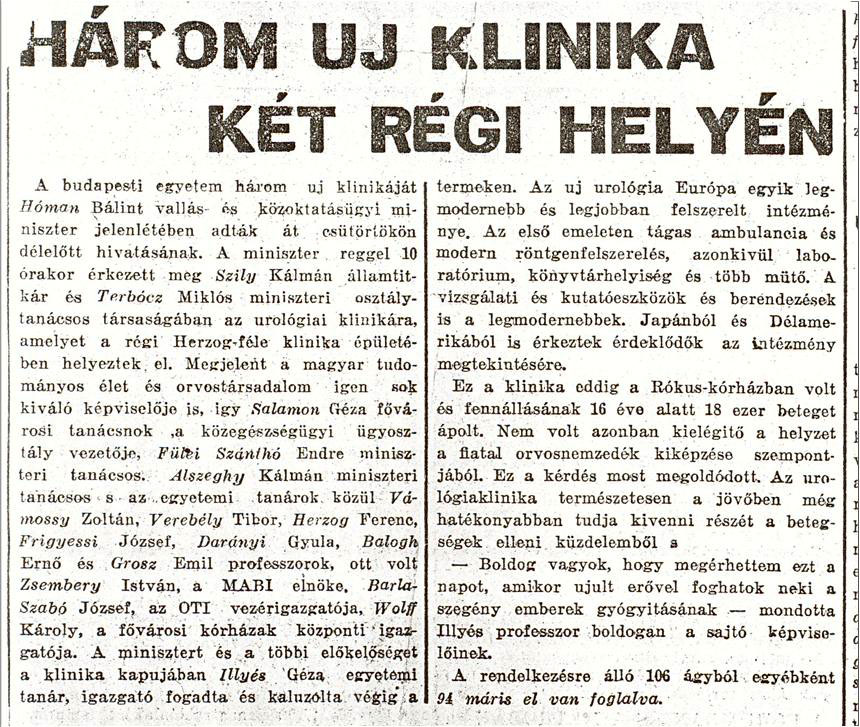 HÁROM UJ KLINIKA
KÉT RÉGI HELYÉN
A budapesti egyetem három uj klinikáját
Hóman Bálint vallás- és közoktatásügyi mi-
niszter jelenlétében adták át csütörtökön
délelőtt hivatásának. A miniszter reggel 10
órakor érkezett meg Szily Kálmán államtit-
kár és Terbócz Miklós miniszteri osztály-
tanácsos társaságában az urológiai klinikára,
amelyet a régi Herzog-féle klinika épületé-
ben helyeztek el. Megjelent a magyar tudo-
mányos élet és orvostársadalom igen sok
kiváló képviselője is, igy Salamon Géza fővá-
rosi tanácsnok ,a közegészségügyi ügyosz-
tály vezetője, Fülei Szánthó Endre minisz-
teri tanácsos. Alszeghy Kálmán miniszteri
tanácsos s az egyetemi tanárok közül Vá-
mossy Zoltán, Verebély Tibor, Herzog Ferenc,
Frigyessi József, Darányi Gyula, Balogh
Ernő és Grosz Emil professzorok, ott volt
Zsembery István, a MABI elnöke, Barla-
Szabó József, az OTI vezérigazgatója, Wolff
Károly, a fővárosi kórházak központi igaz-
gatója. A minisztert és a többi előkelőséget
a klinika kapujában Illyés Géza egyetemi
tanár, igazgató fogadta és kaluzolta végig a
termeken. Az uj urológia Európa egyik leg-
modernebb és legjobban felszerelt intézmé-
nye. Az első emeleten tágas ambulancia és
modern röntgenfelszerelés, azonkivül labo-
ratórium, könyvtárhelyiség és több mütő. A
vizsgálati és kutatóeszközök és berendezések
is a legmodernebbek. Japánból és Délame-
rikából is érkeztek érdeklődők az intézmény
megtekintésére.
Ez a klinika eddig a Rókus-kórházban volt
és fennállásának 16 éve alatt 18 ezer beteget
ápolt. Nem volt azonban kielégitő a helyzet
a fiatal orvosnemzedék kiképzése szempont-
jából. Ez a kérdés most megoldódott. Az uro-
lógiaklinika természetesen a jövőben még
hatékonyabban tudja kivenni részét a beteg-
ségek elleni küzdelemből s
— Boldog vagyok, hogy megérhettem ezt a
napot, amikor ujult erővel foghatok neki a
szegény emberek gyógyitásának — mondotta
Illyés professzor boldogan a sajtó képvise-
lőinek.
A rendelkezésre álló 106 ágyból egyébként
94 máris el van foglalva.